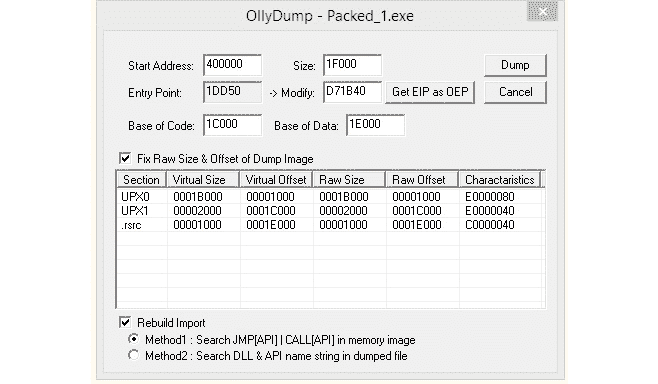 OllyDump - Packed_1.exe
Start Address: 400000 Size: 1F000 Dump
Entry Point: 1DD50 -> Modify: D71B40 Get EIP as OEP Cancel
Base of Code: 1C000 Base of Data: 1E000
Fix Raw Size & Offset of Dump Image
Section Virtual Size Virtual Offset Raw Size Raw Offset Charactaristics
UPX0 0001B000 00001000 0001B000 00001000 E0000080
UPX1 00002000 0001C000 00002000 0001C000 E0000040
.rsrc 00001000 0001E000 00001000 0001E000 C0000040
Rebuild Import
Method1 : Search JMP[API] | CALL[API] in memory image
Method2 : Search DLL & API name string in dumped file